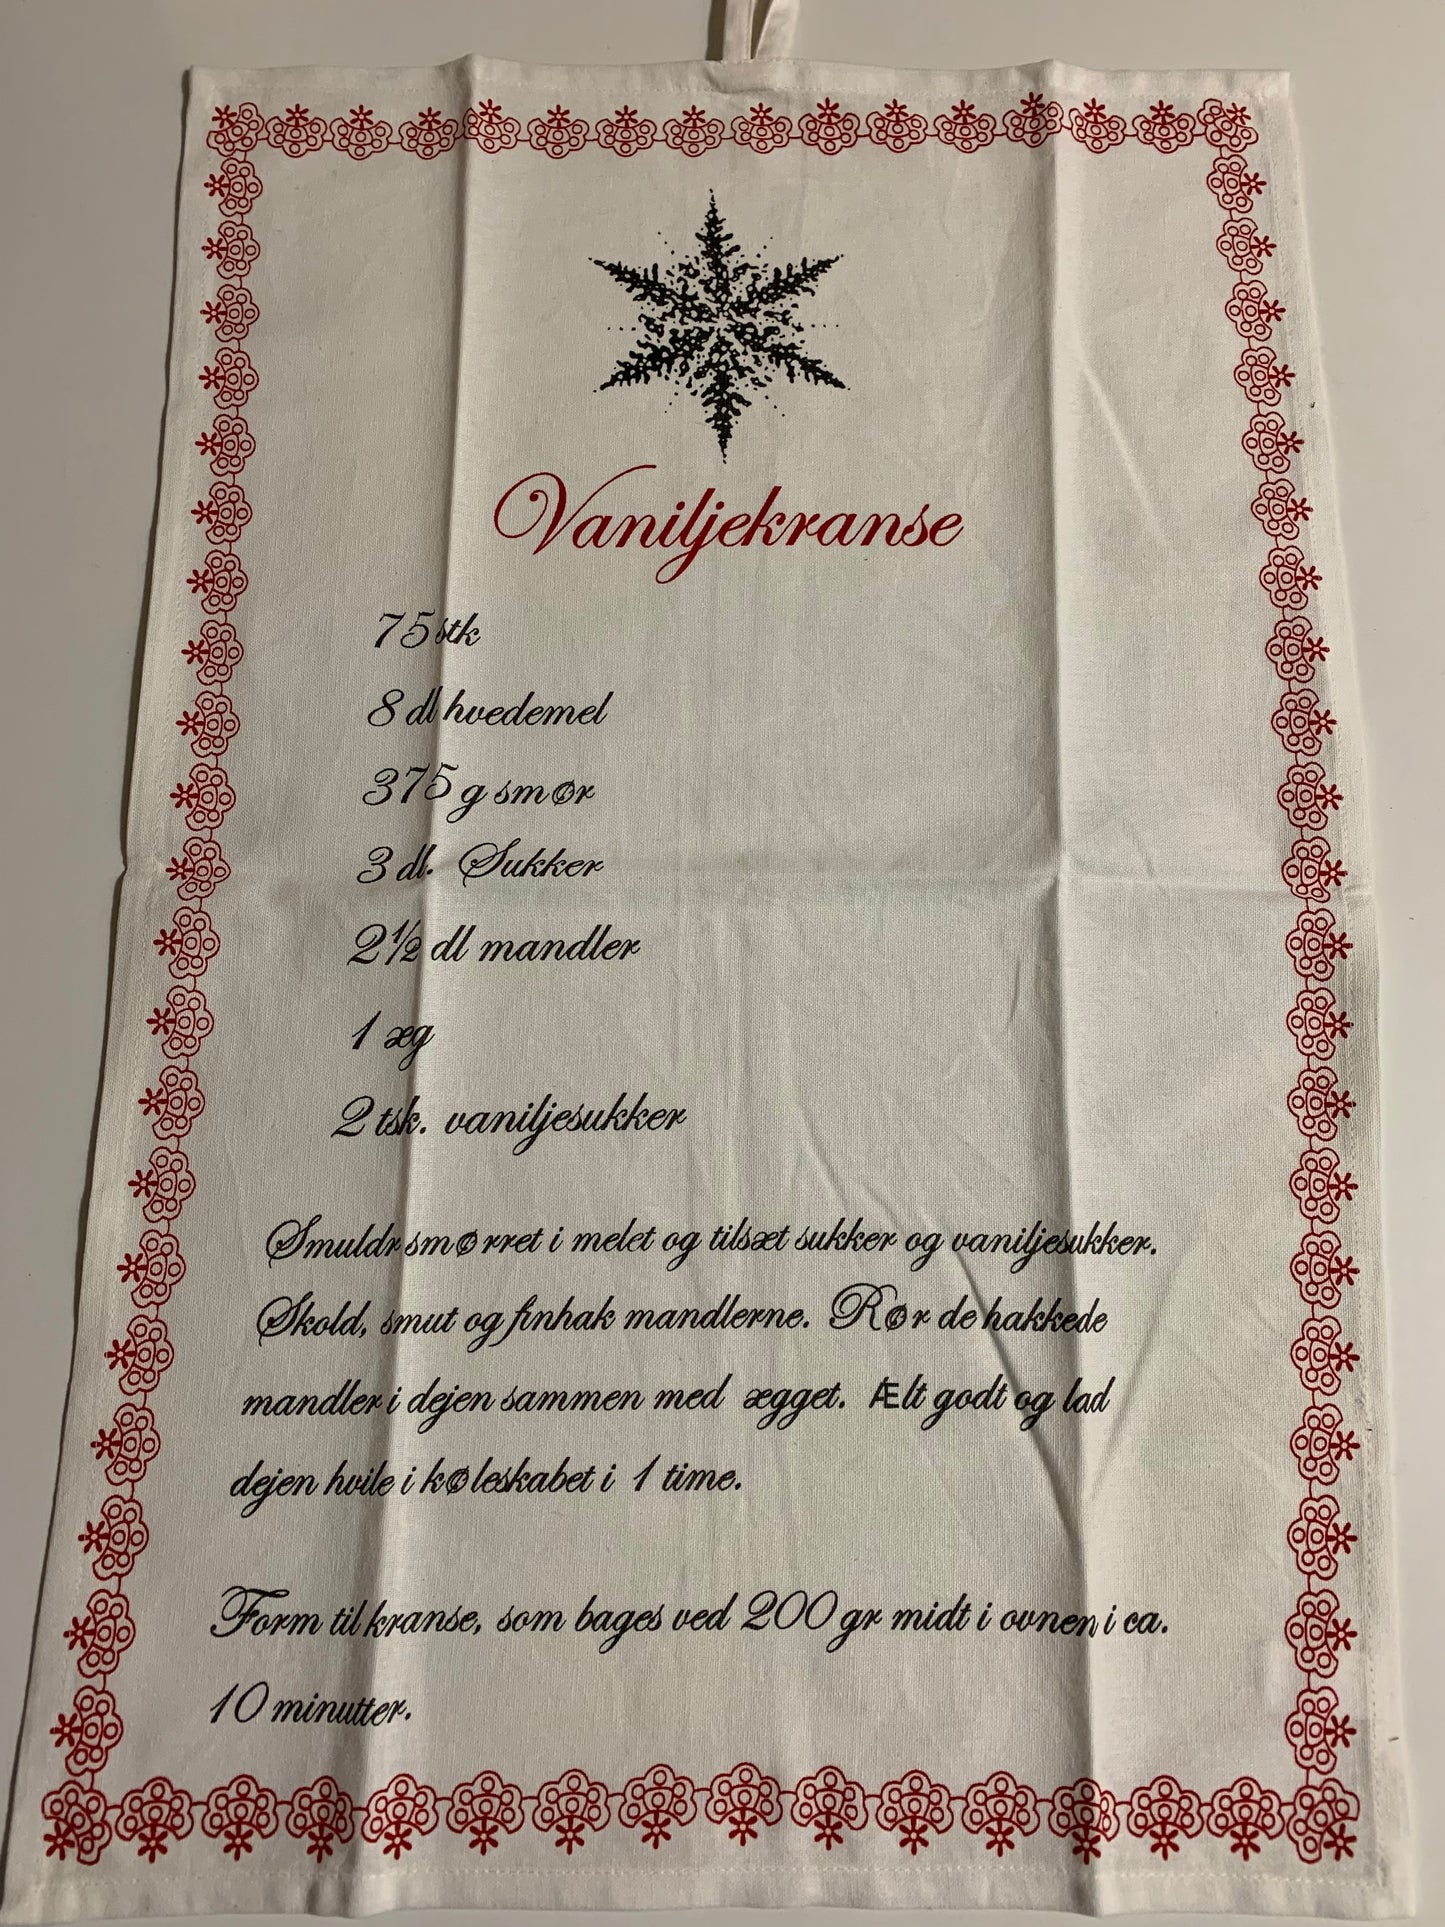 Vaniljekranse
75 stk
8 dl hvedemel
375 g smør
3 dl. Sukker
2½ dl mandler
1 æg
2 tsk. vaniljesukker
Smuldr smørret i melet og tilsæt sukker og vaniljesukker.
Skold, smut og finhak mandlerne. Rør de hakkede
mandler i dejen sammen med ægget. Ælt godt og lad
dejen hvile i køleskabet i 1 time.
Form til kranse, som bages ved 200 gr midt i ovnen i ca.
10 minutter.